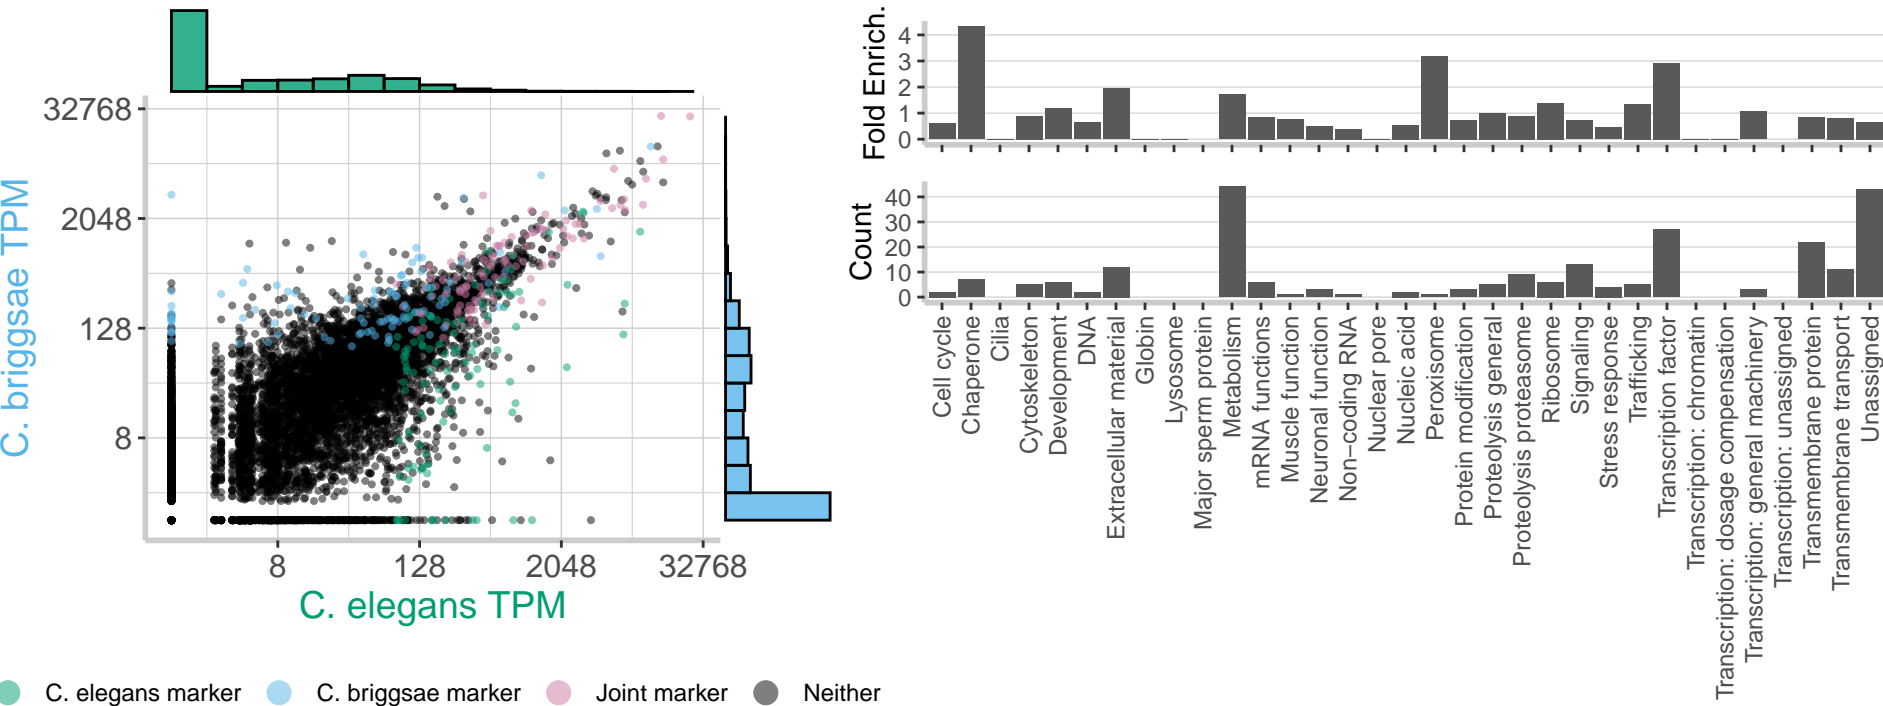 32768
2048
128
8
C. briggsae TPM
8
128
2048
32768
C. elegans TPM
C. elegans marker
C. briggsae marker
Joint marker
Neither
Fold Enrich.
4
3
2
1
0
Count
40
30
20
10
0
Cell cycle
Chaperone
Cilia
Cytoskeleton
Development
DNA
Extracellular material
Globin
Lysosome
Major sperm protein
Metabolism
mRNA functions
Muscle function
Neuronal function
Non−coding RNA
Nuclear pore
Nucleic acid
Peroxisome
Protein modification
Proteolysis general
Proteolysis proteasome
Ribosome
Signaling
Stress response
Trafficking
Transcription factor
Transcription: chromatin
Transcription: dosage compensation
Transcription: general machinery
Transcription: unassigned
Transmembrane protein
Transmembrane transport
Unassigned